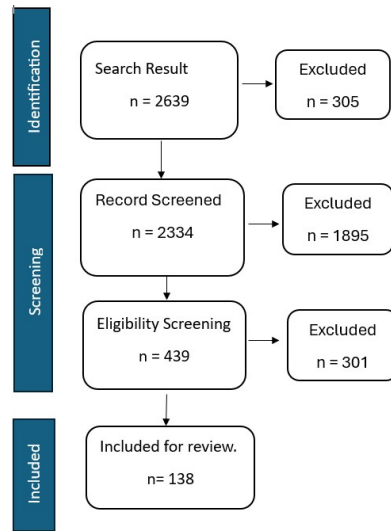 Identification
Search Result
n = 2639
Excluded
n = 305
Screening
Record Screened
n = 2334
Excluded
n = 1895
Eligibility Screening
n = 439
Excluded
n = 301
Included
Included for review.
n= 138